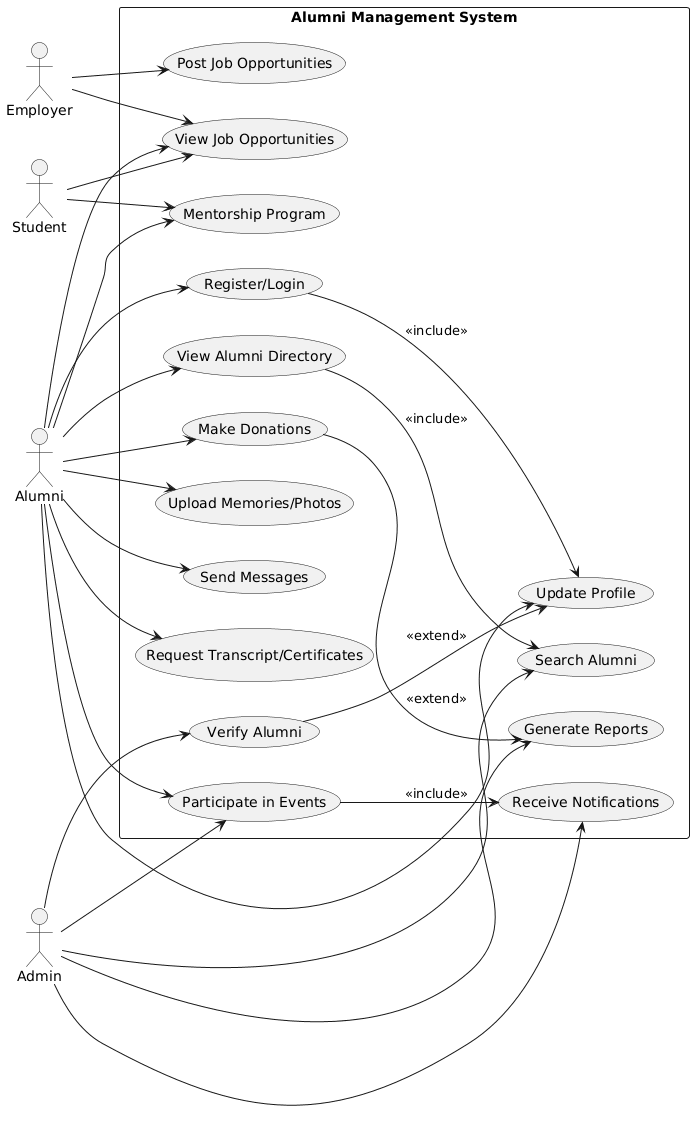 Alumni Management System
Post Job Opportunities
Employer
View Job Opportunities
Student
Mentorship Program
Register/Login
«include»
View Alumni Directory
«include»
Make Donations
Alumni
Upload Memories/Photos
Send Messages
Update Profile
«extend»
Request Transcript/Certificates
Search Alumni
«extend»
Verify Alumni
Generate Reports
«include»
Participate in Events
Receive Notifications
Admin